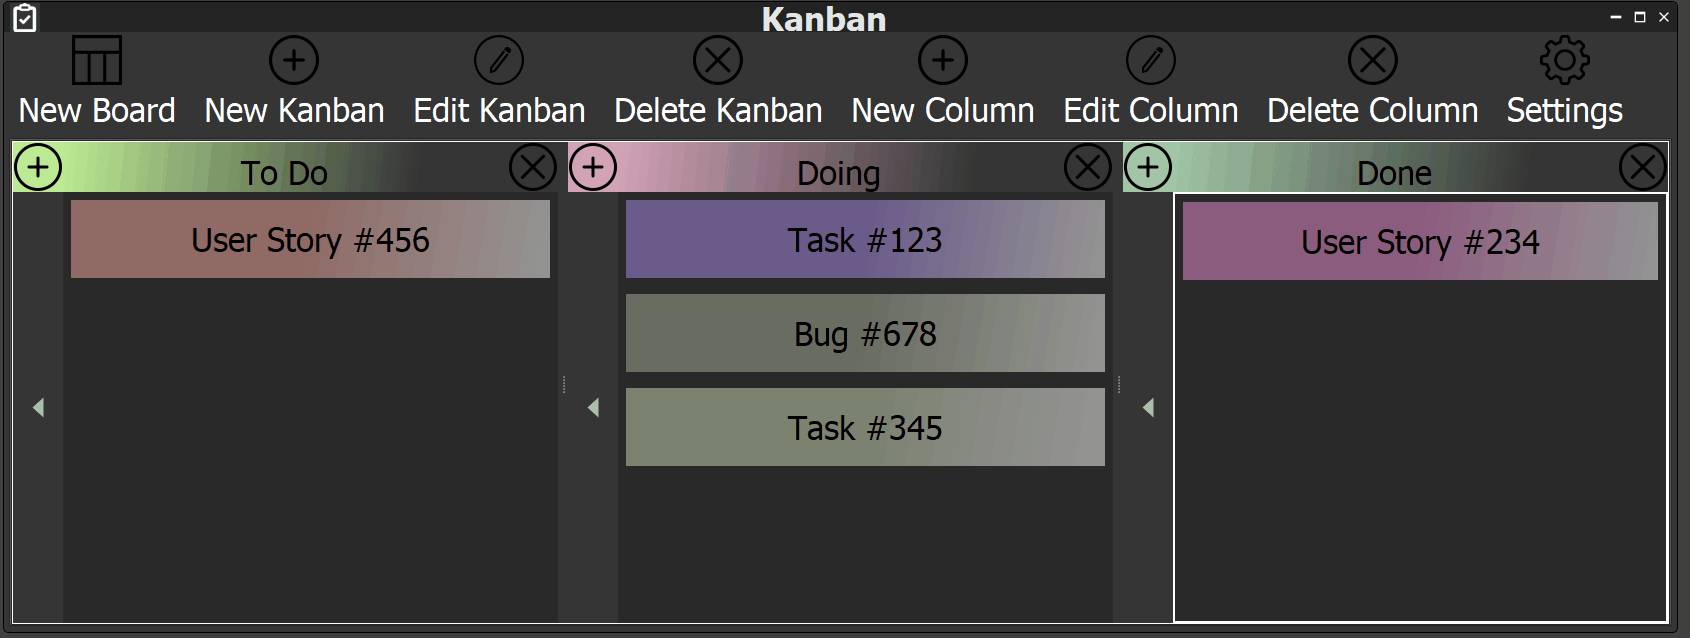 Kanban
New Board
New Kanban
Edit Kanban
Delete Kanban
New Column
Edit Column
Delete Column
Settings
To Do
User Story #456
Doing
Task #123
Bug #678
Task #345
Done
User Story #234